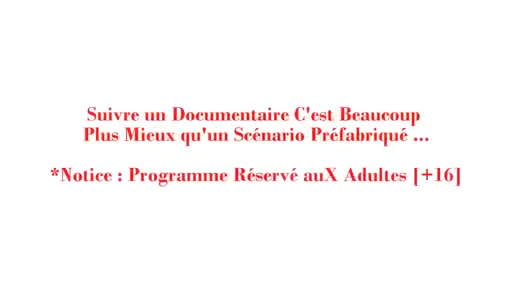 Suivre un Documentaire C'est Beaucoup
Plus Mieux qu'un Scénario Préfabriqué ...
*Notice : Programme Réservé auX Adultes [+16]